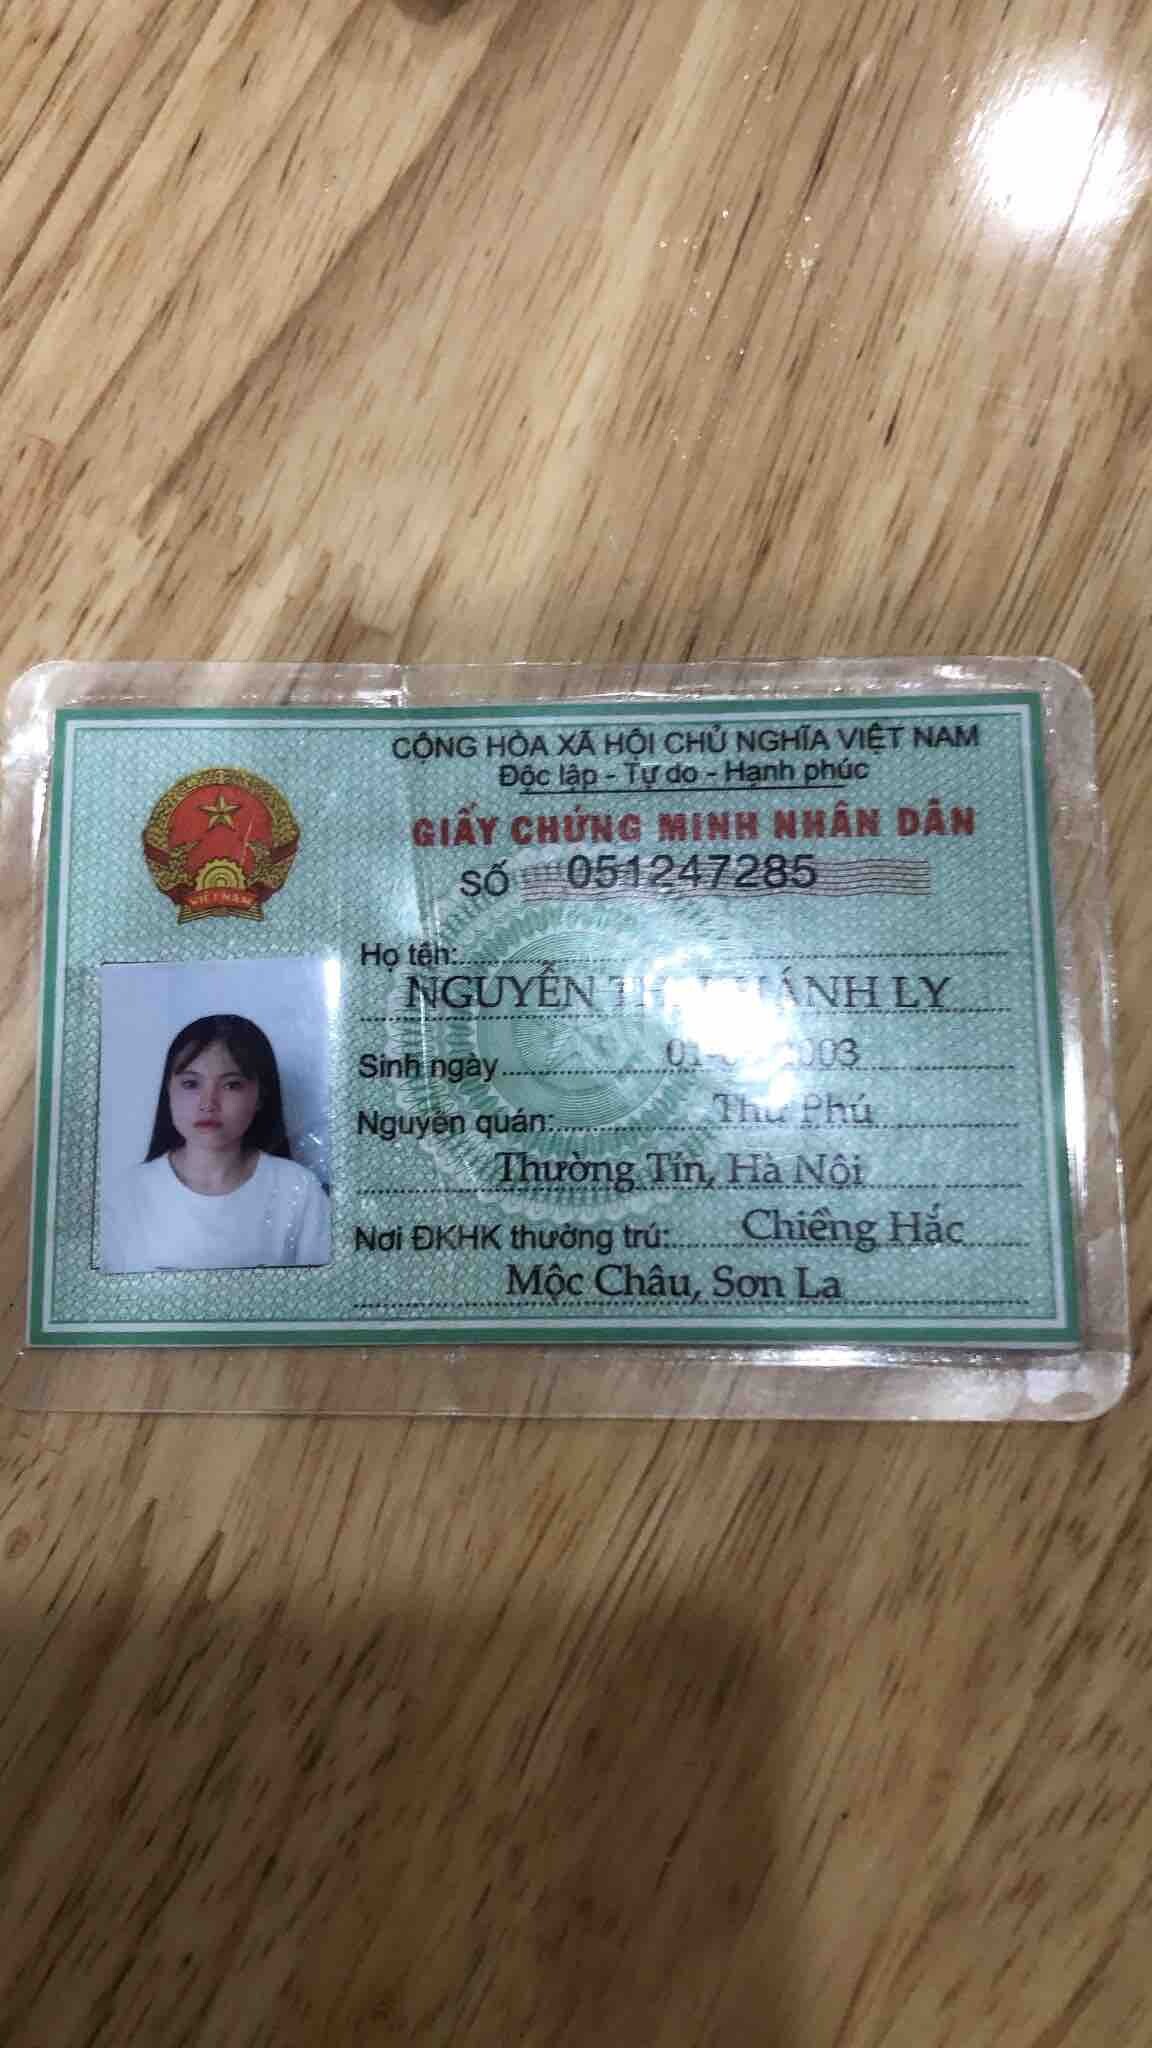 CỘNG HÒA XÃ HỘI CHỦ NGHĨA VIỆT NAM
Độc lập - Tự do - Hạnh phúc
GIẤY CHỨNG MINH NHÂN DÂN
SỐ 051247285
VIỆT NAM
Họ tên:
NGUYỄN LY
Sinh ngày
Nguyên quán: Phú
Thường Tín, Hà Nội
Nơi ĐKHK thường trú: Chiềng Hắc
Mộc Châu, Sơn La